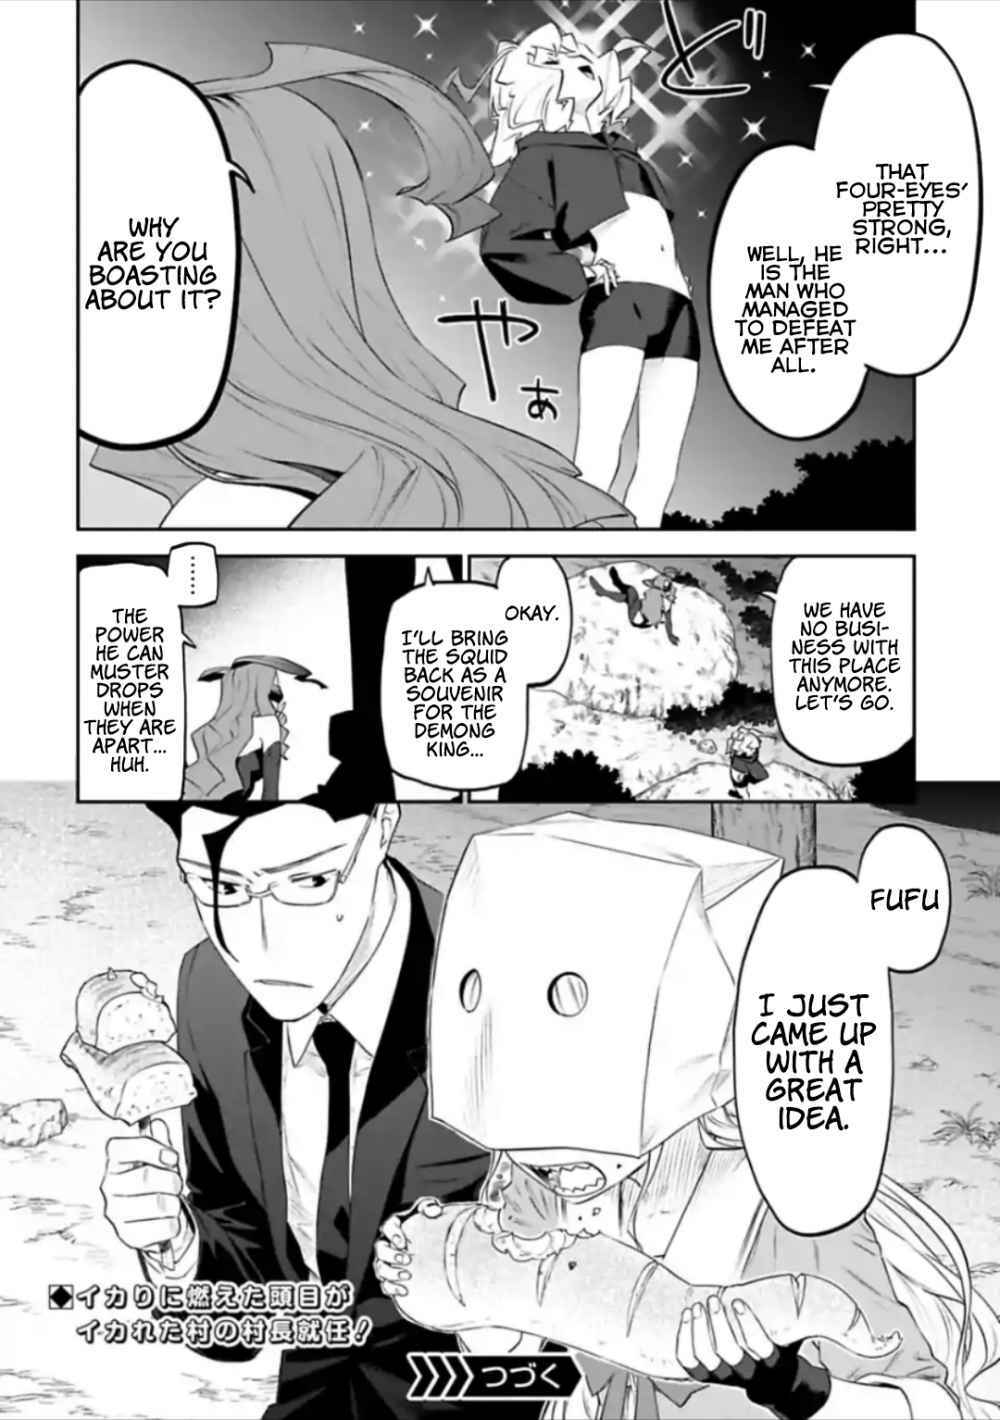 THAT
FOUR-EYES'
PRETTY
STRONG,
RIGHT...
WELL, HE
IS THE
MAN WHO
MANAGED
TO DEFEAT
ME AFTER
ALL.
ドヤぁ
WHY
ARE YOU
BOASTING
ABOUT IT?
WE HAVE
NO BUSI-
NESS WITH
THIS PLACE
ANYMORE.
LET'S GO.
OKAY.
I'LL BRING
THE SQUID
BACK AS A
SOUVENIR
FOR THE
DEMONG
KING...
......
THE
POWER
HE CAN
MUSTER
DROPS
WHEN
THEY ARE
APART...
HUH.
FUFU
I JUST
CAME UP
WITH A
GREAT
IDEA.
◆イカりに燃えた頭目が
イカれた村の村長就任!
つづく